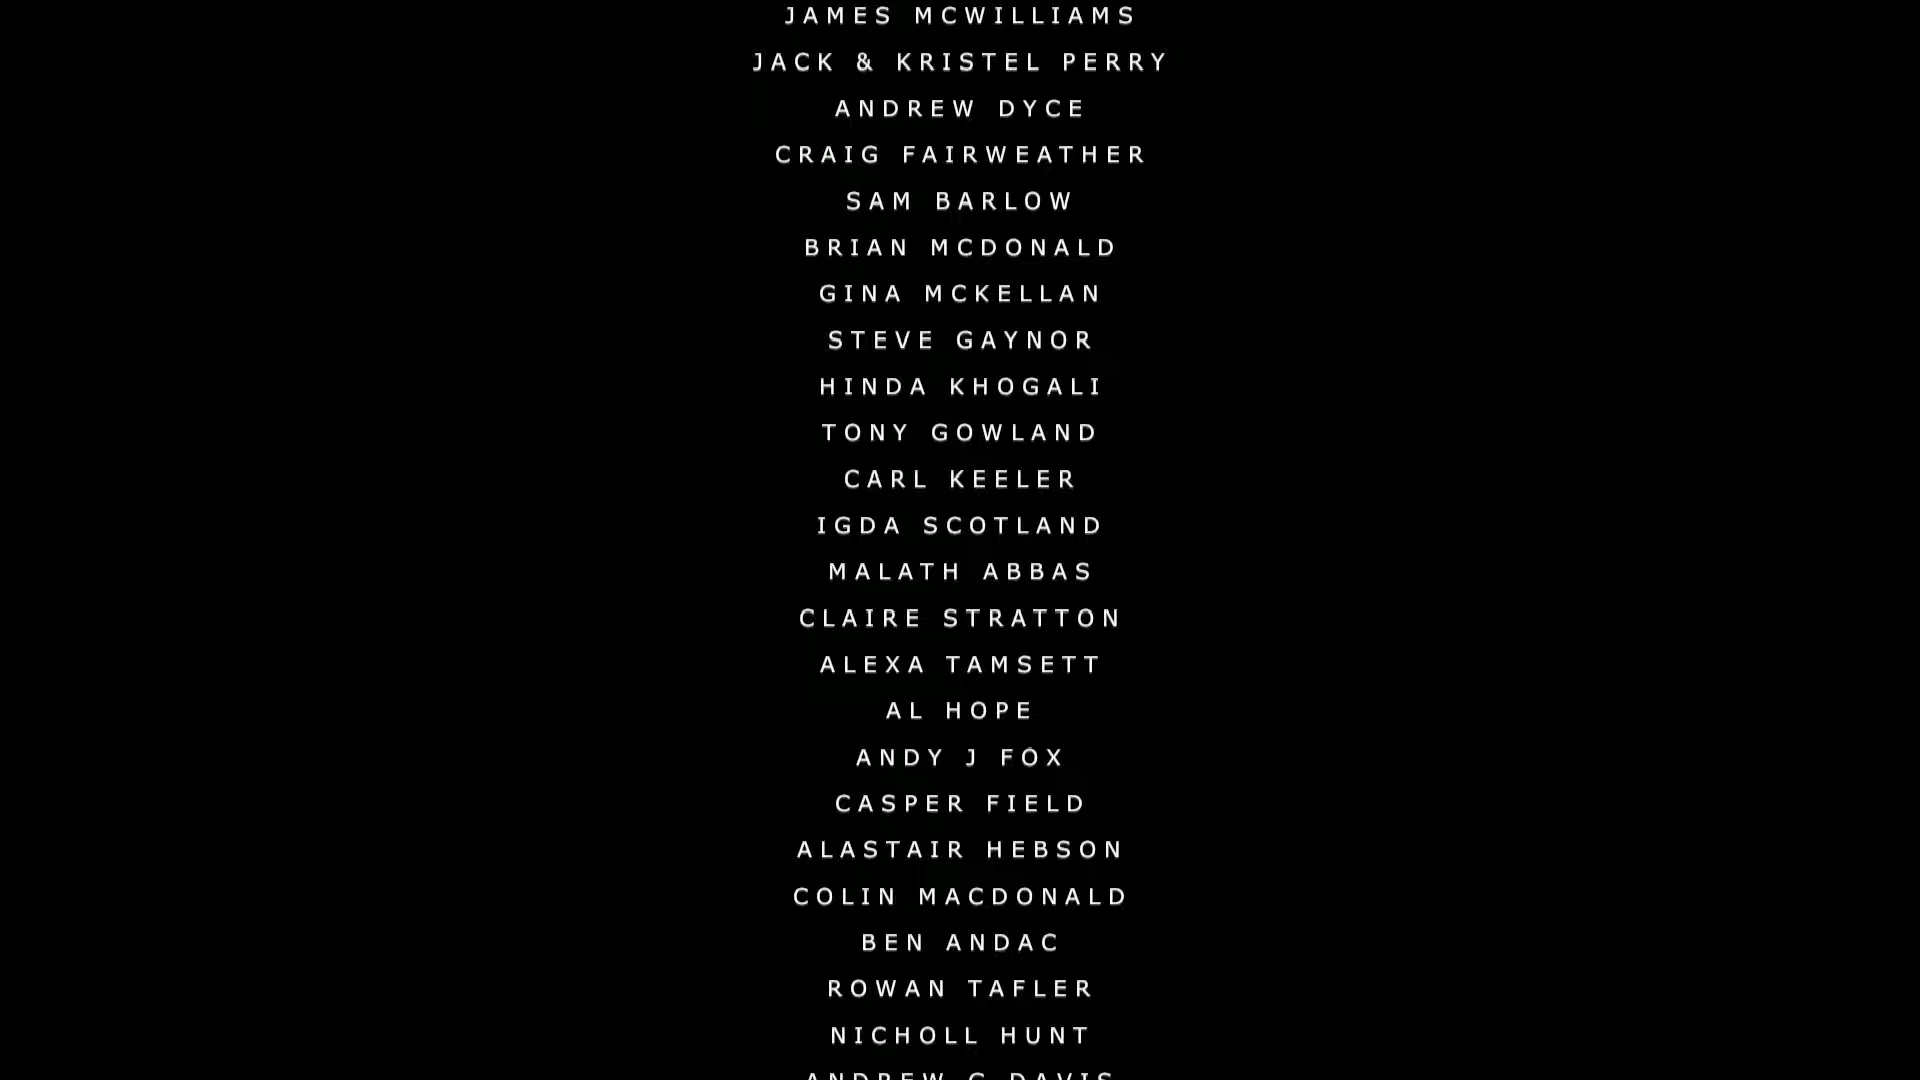 JAMES MCWILLIAMS
JACK & KRISTEL PERRY
ANDREW DYCE
CRAIG FAIRWEATHER
SAM BARLOW
BRIAN MCDONALD
GINA MCKELLAN
STEVE GAYNOR
HINDA KHOGALI
TONY GOWLAND
CARL KEELER
IGDA SCOTLAND
MALATH ABBAS
CLAIRE STRATTON
ALEXA TAMSETT
AL HOPE
ANDY J FOX
CASPER FIELD
ALASTAIR HEBSON
COLIN MACDONALD
BEN ANDAC
ROWAN TAFLER
NICHOLL HUNT
ANDREW DAVIS